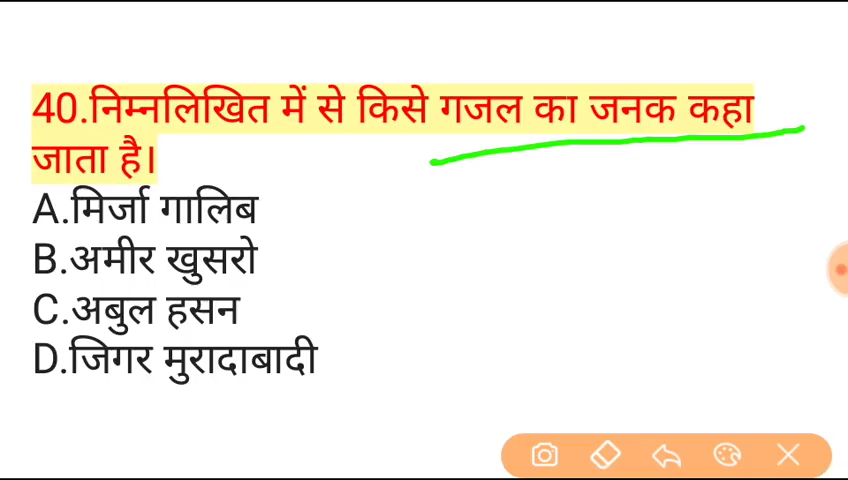 40.निम्नलिखित में से किसे गजल का जनक कहा
जाता है।
A.मिर्जा गालिब
B.अमीर खुसरो
C.अबुल हसन
D.जिगर मुरादाबादी